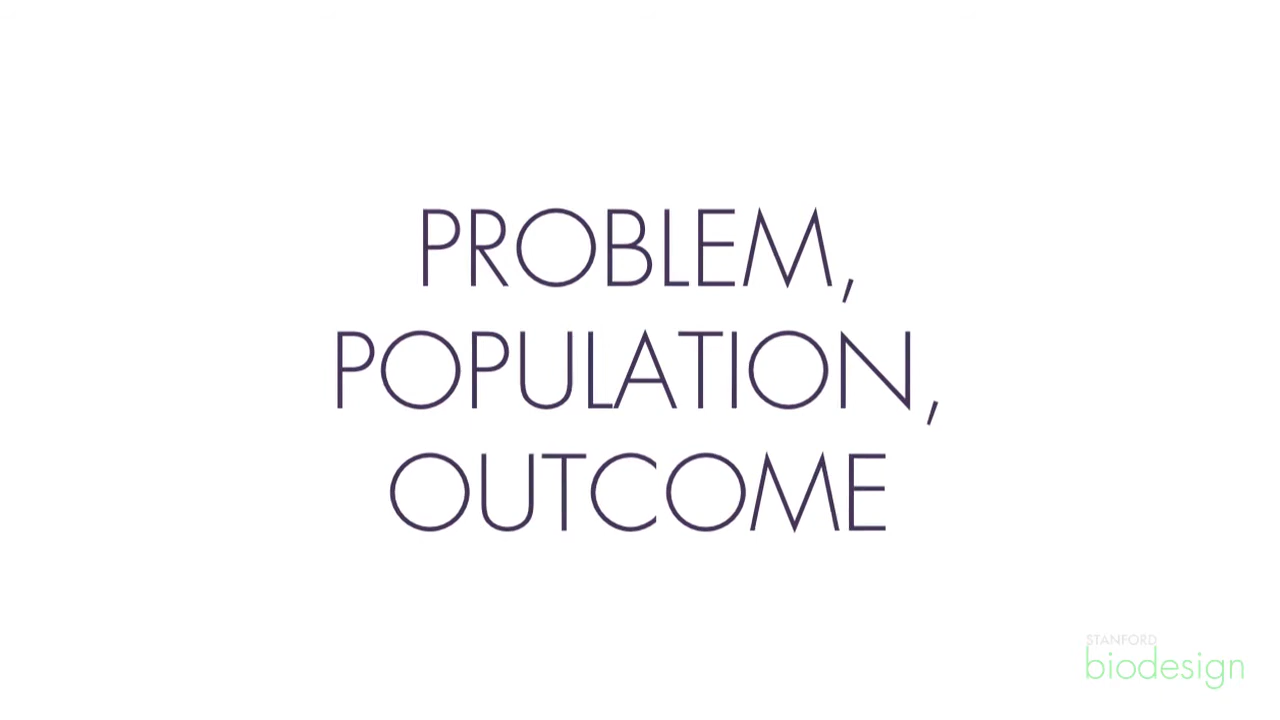 PROBLEM,
POPULATION,
OUTCOME
STANFORD
biodesign